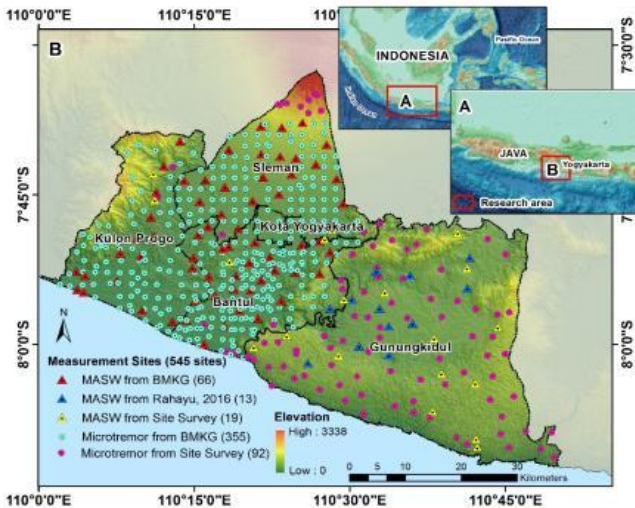 110°0'0"E
110°15'0"E
110°30'
7°30'0"S
B
INDONESIA
Pacific Ocean
Indian Ocean
A
A
JAVA
B
Yogyakarta
Research area
7°45'0"S
7°45'
Sleman
Kulon Progo
Kota Yogyakarta
Bantul
Gunungkidul
N
8°0'0"S
8°0'0"S
Measurement Sites (545 sites)
MASW from BMKG (66)
MASW from Rahayu, 2016 (13)
MASW from Site Survey (19)
Microtremor from BMKG (355)
Microtremor from Site Survey (92)
Elevation
High : 3338
Low : 0
0 5 10 20 30
Kilometers
110°0'0"E
110°15'0"E
110°30'0"E
110°45'0"E